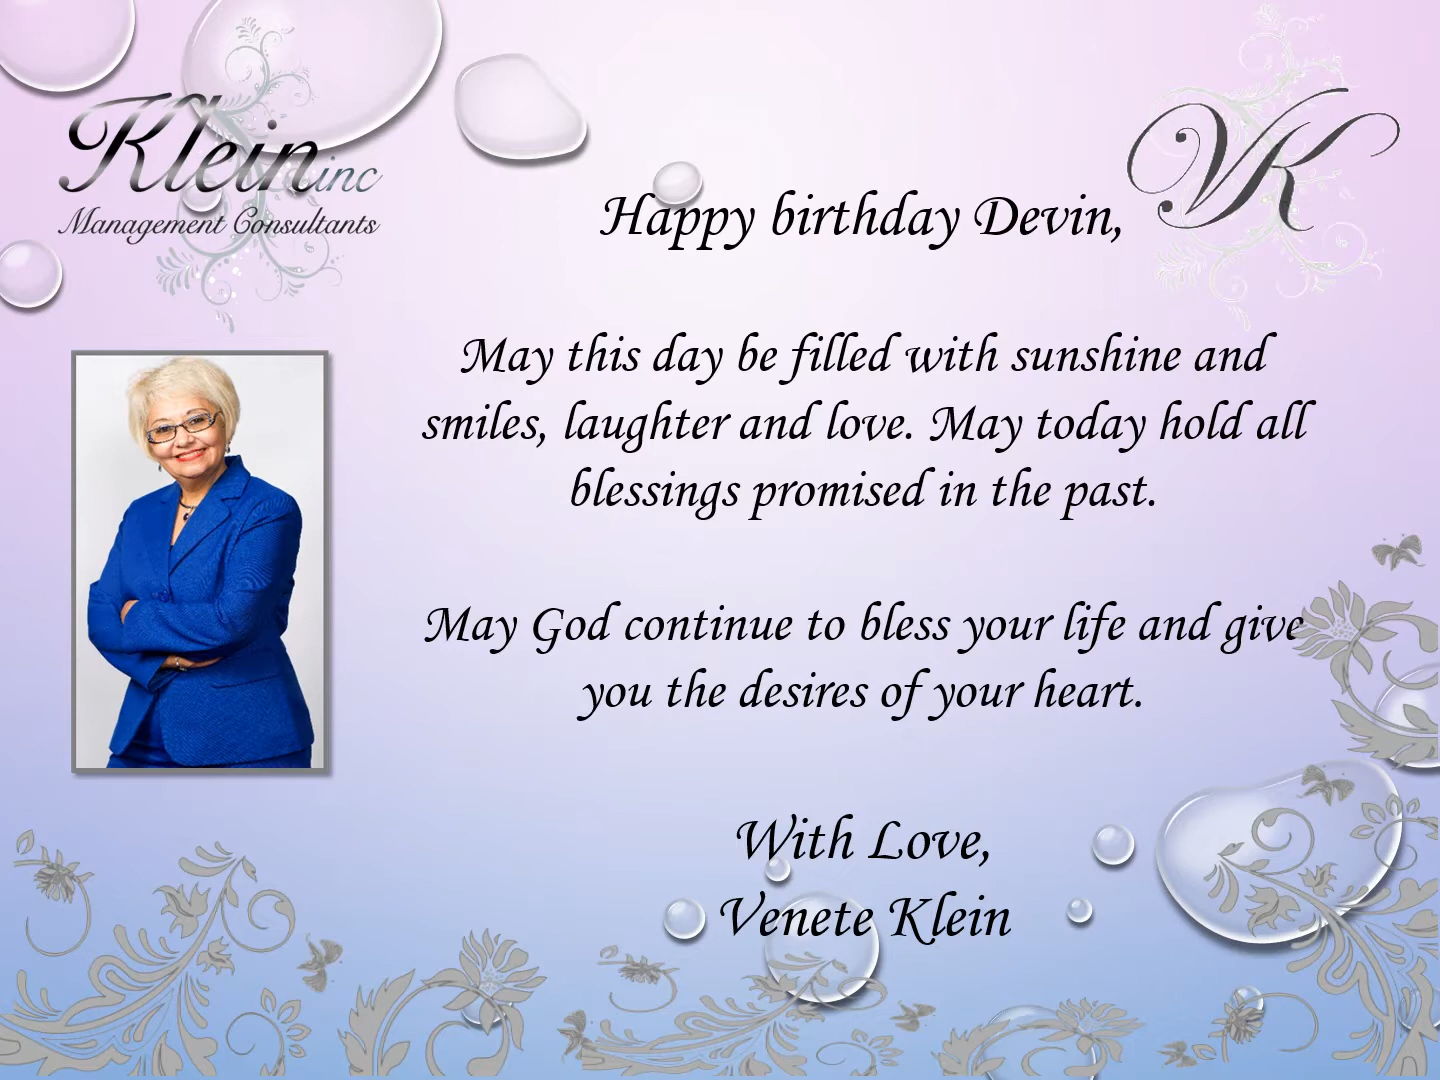 Klein inc
Management Consultants
VK
Happy birthday Devin,
May this day be filled with sunshine and
smiles, laughter and love. May today hold all
blessings promised in the past.
May God continue to bless your life and give
you the desires of your heart.
With Love,
Venete Klein